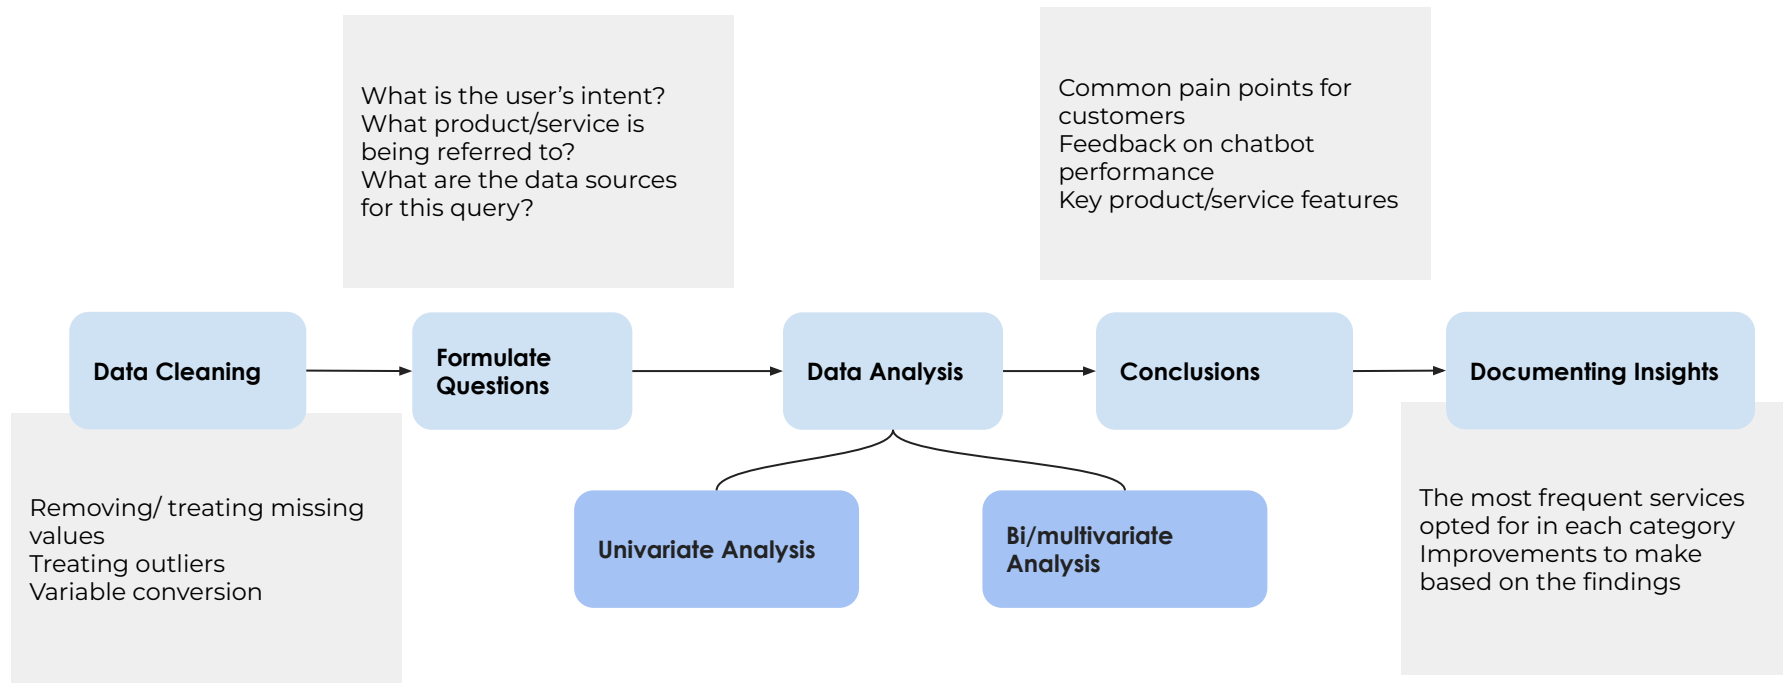 What is the user’s intent?
What product/service is
being referred to?
What are the data sources
for this query?
Common pain points for
customers
Feedback on chatbot
performance
Key product/service features
Data Cleaning
Formulate
Questions
Data Analysis
Conclusions
Documenting Insights
Removing/ treating missing
values
Treating outliers
Variable conversion
Univariate Analysis
Bi/multivariate
Analysis
The most frequent services
opted for in each category
Improvements to make
based on the findings